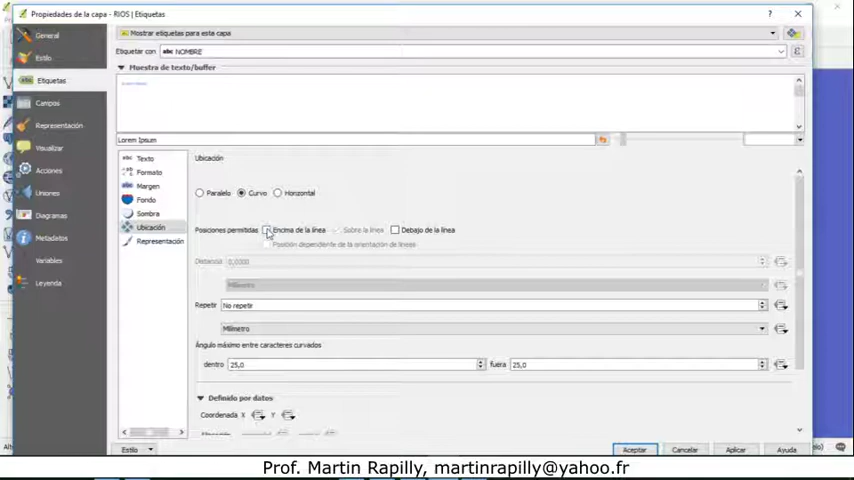 Propiedades de la capa - RIOS | Etiquetas
? ×
General
Estilo
Etiquetas
Campos
Representación
Visualizar
Acciones
Uniones
Diagramas
Metadatos
Variables
Leyenda
abc Mostrar etiquetas para esta capa
Etiquetar con abc NOMBRE
Muestra de texto/buffer
Lorem Ipsum
abc Texto
Formato
Margen
Fondo
Sombra
Ubicación
Representación
Ubicación
Paralelo Curvo Horizontal
Posiciones permitidas Encima de la línea Sobre la línea Debajo de la línea
Posición dependiente de la orientación de líneas
Distancia 0,0000
Milímetro
Repetir No repetir
Milímetro
Ángulo máximo entre caracteres curvados
dentro 25,0 fuera 25,0
Definido por datos
Coordenada X Y
Estilo Aceptar Cancelar Aplicar Ayuda
Prof. Martin Rapilly, martinrapilly@yahoo.fr